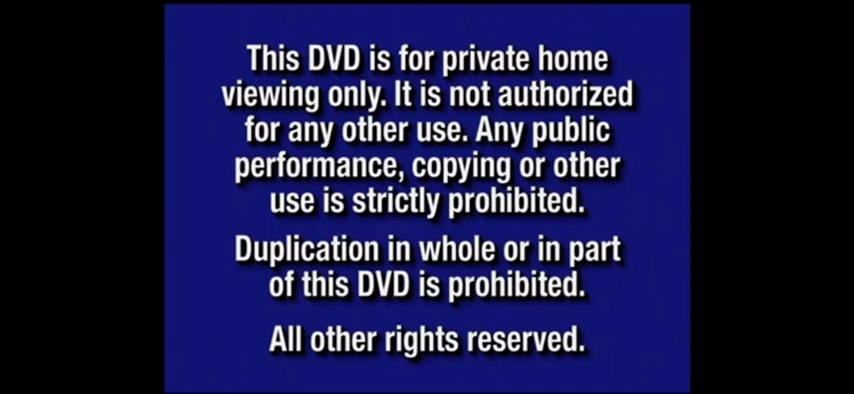 This DVD is for private home
viewing only. It is not authorized
for any other use. Any public
performance, copying or other
use is strictly prohibited.
Duplication in whole or in part
of this DVD is prohibited.
All other rights reserved.